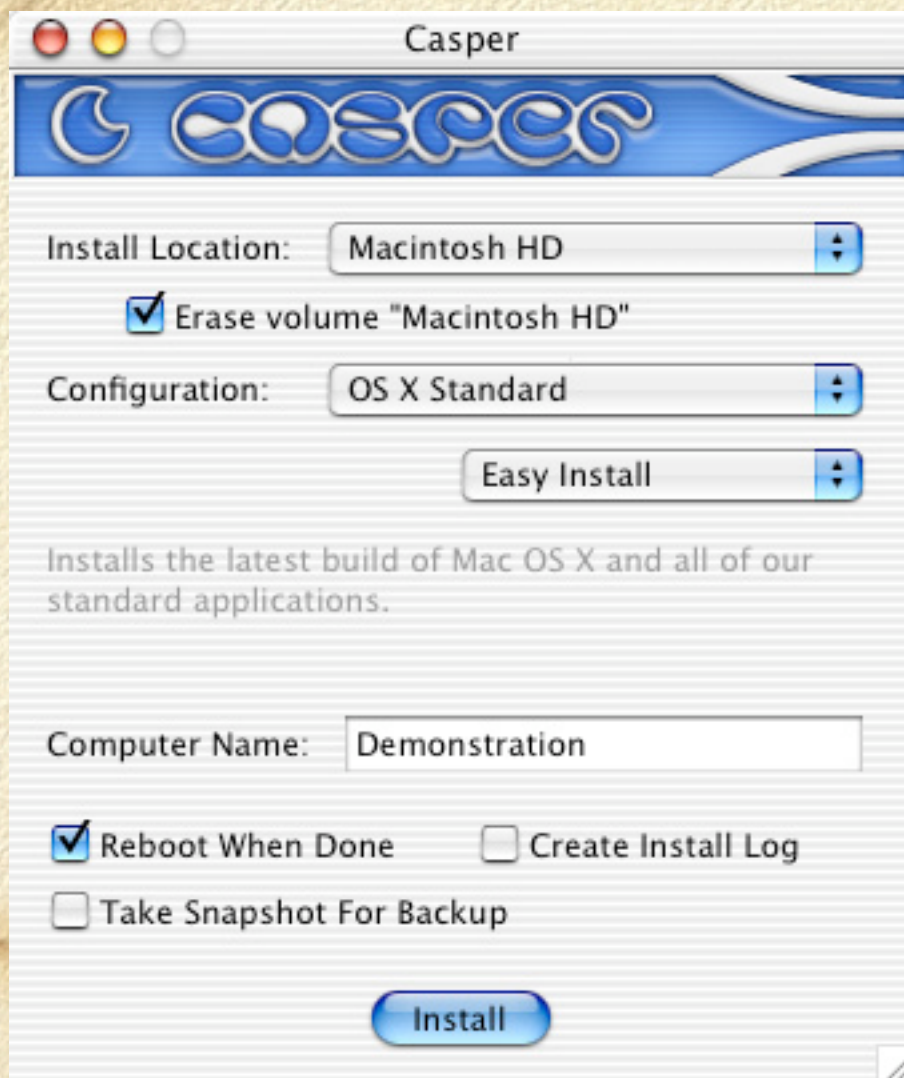 Casper
casper
Install Location: Macintosh HD
Erase volume "Macintosh HD"
Configuration: OS X Standard
Easy Install
Installs the latest build of Mac OS X and all of our
standard applications.
Computer Name: Demonstration
Reboot When Done Create Install Log
Take Snapshot For Backup
Install